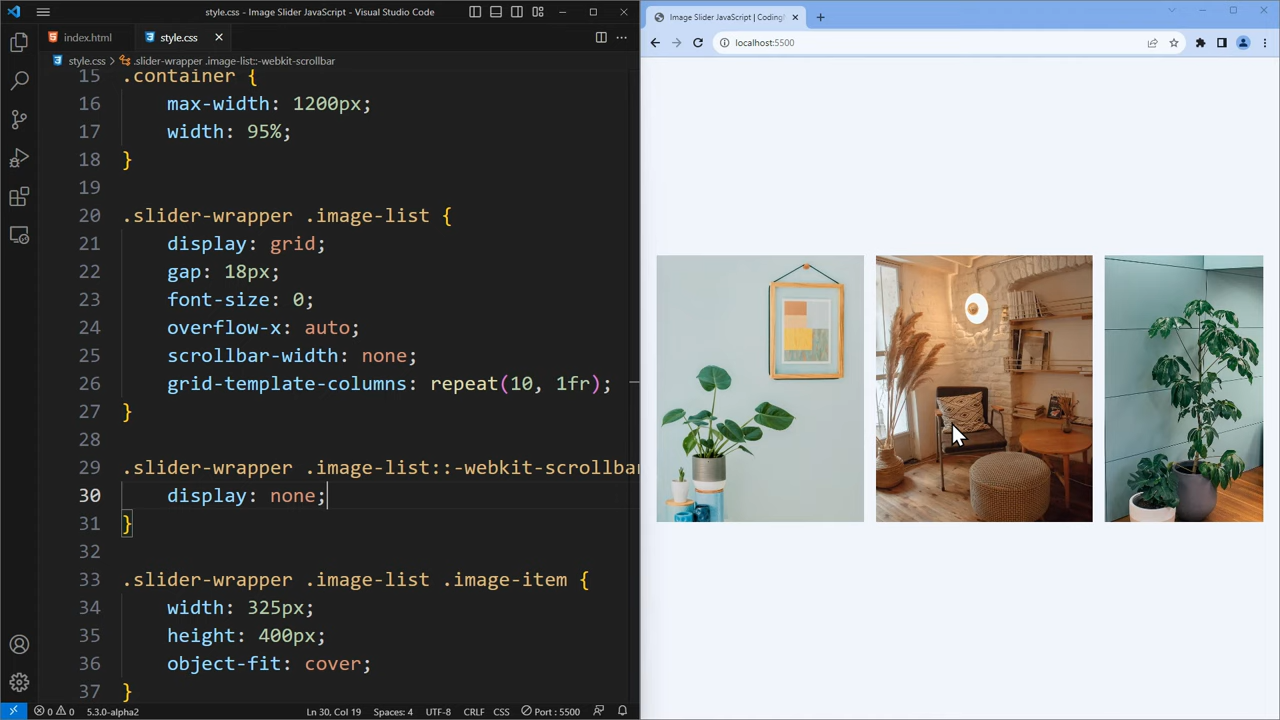 style.css - Image Slider JavaScript - Visual Studio Code
index.html
style.css
style.css > .slider-wrapper .image-list::-webkit-scrollbar
15 .container {
16 max-width: 1200px;
17 width: 95%;
18 }
19
20 .slider-wrapper .image-list {
21 display: grid;
22 gap: 18px;
23 font-size: 0;
24 overflow-x: auto;
25 scrollbar-width: none;
26 grid-template-columns: repeat(10, 1fr);
27 }
28
29 .slider-wrapper .image-list::-webkit-scrollbar
30 display: none;
31 }
32
33 .slider-wrapper .image-list .image-item {
34 width: 325px;
35 height: 400px;
36 object-fit: cover;
37 }
0 0 5.3.0-alpha2 Ln 30, Col 19 Spaces: 4 UTF-8 CRLF CSS Port : 5500
Image Slider JavaScript | Coding
localhost:5500